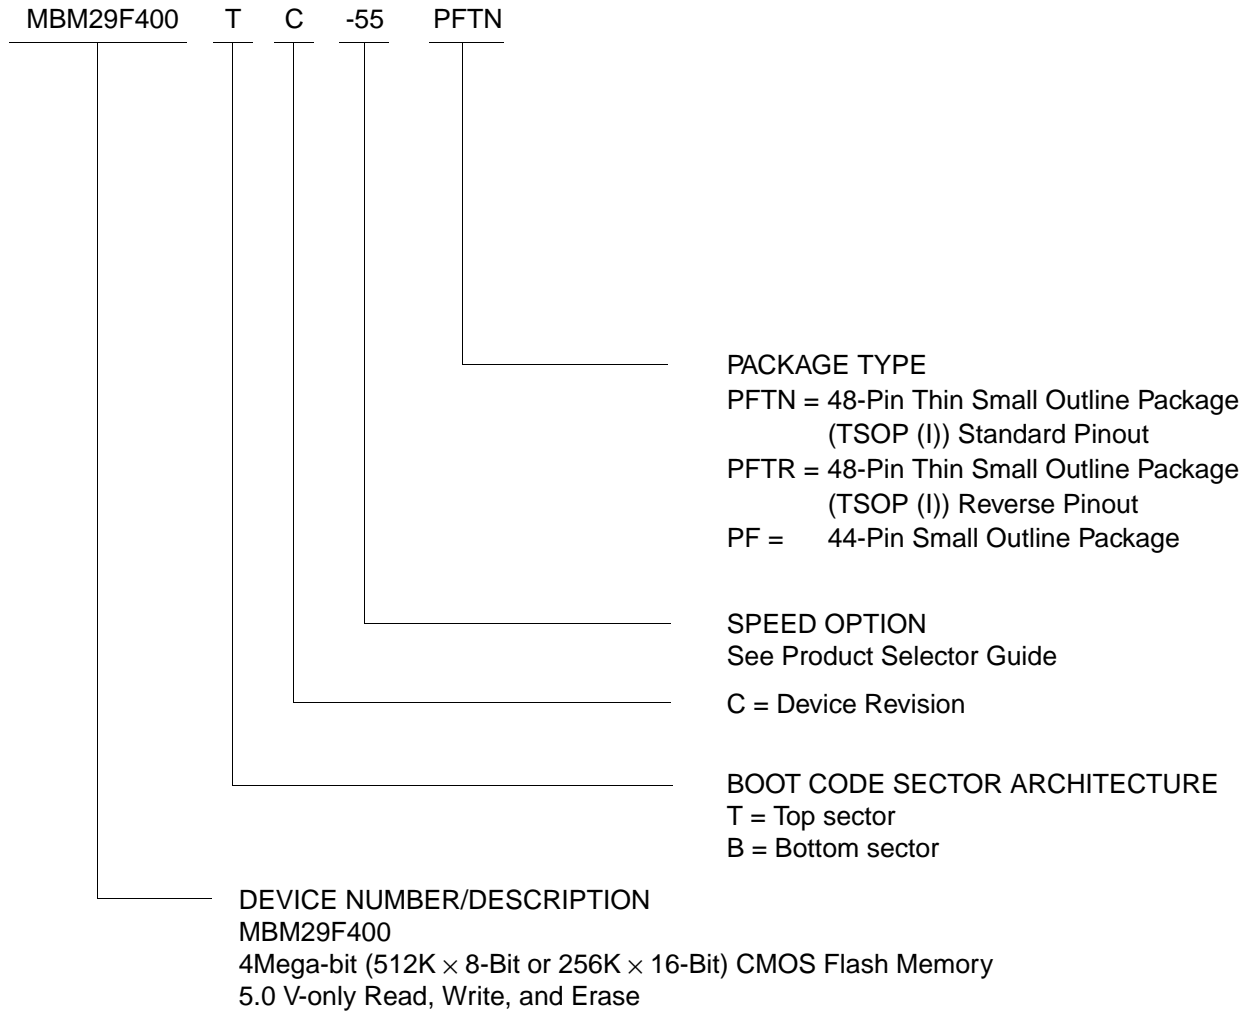 MBM29F400 T C -55 PFTN
PACKAGE TYPE
PFTN = 48-Pin Thin Small Outline Package
(TSOP (I)) Standard Pinout
PFTR = 48-Pin Thin Small Outline Package
(TSOP (I)) Reverse Pinout
PF = 44-Pin Small Outline Package
SPEED OPTION
See Product Selector Guide
C = Device Revision
BOOT CODE SECTOR ARCHITECTURE
T = Top sector
B = Bottom sector
DEVICE NUMBER/DESCRIPTION
MBM29F400
4Mega-bit (512K × 8-Bit or 256K × 16-Bit) CMOS Flash Memory
5.0 V-only Read, Write, and Erase